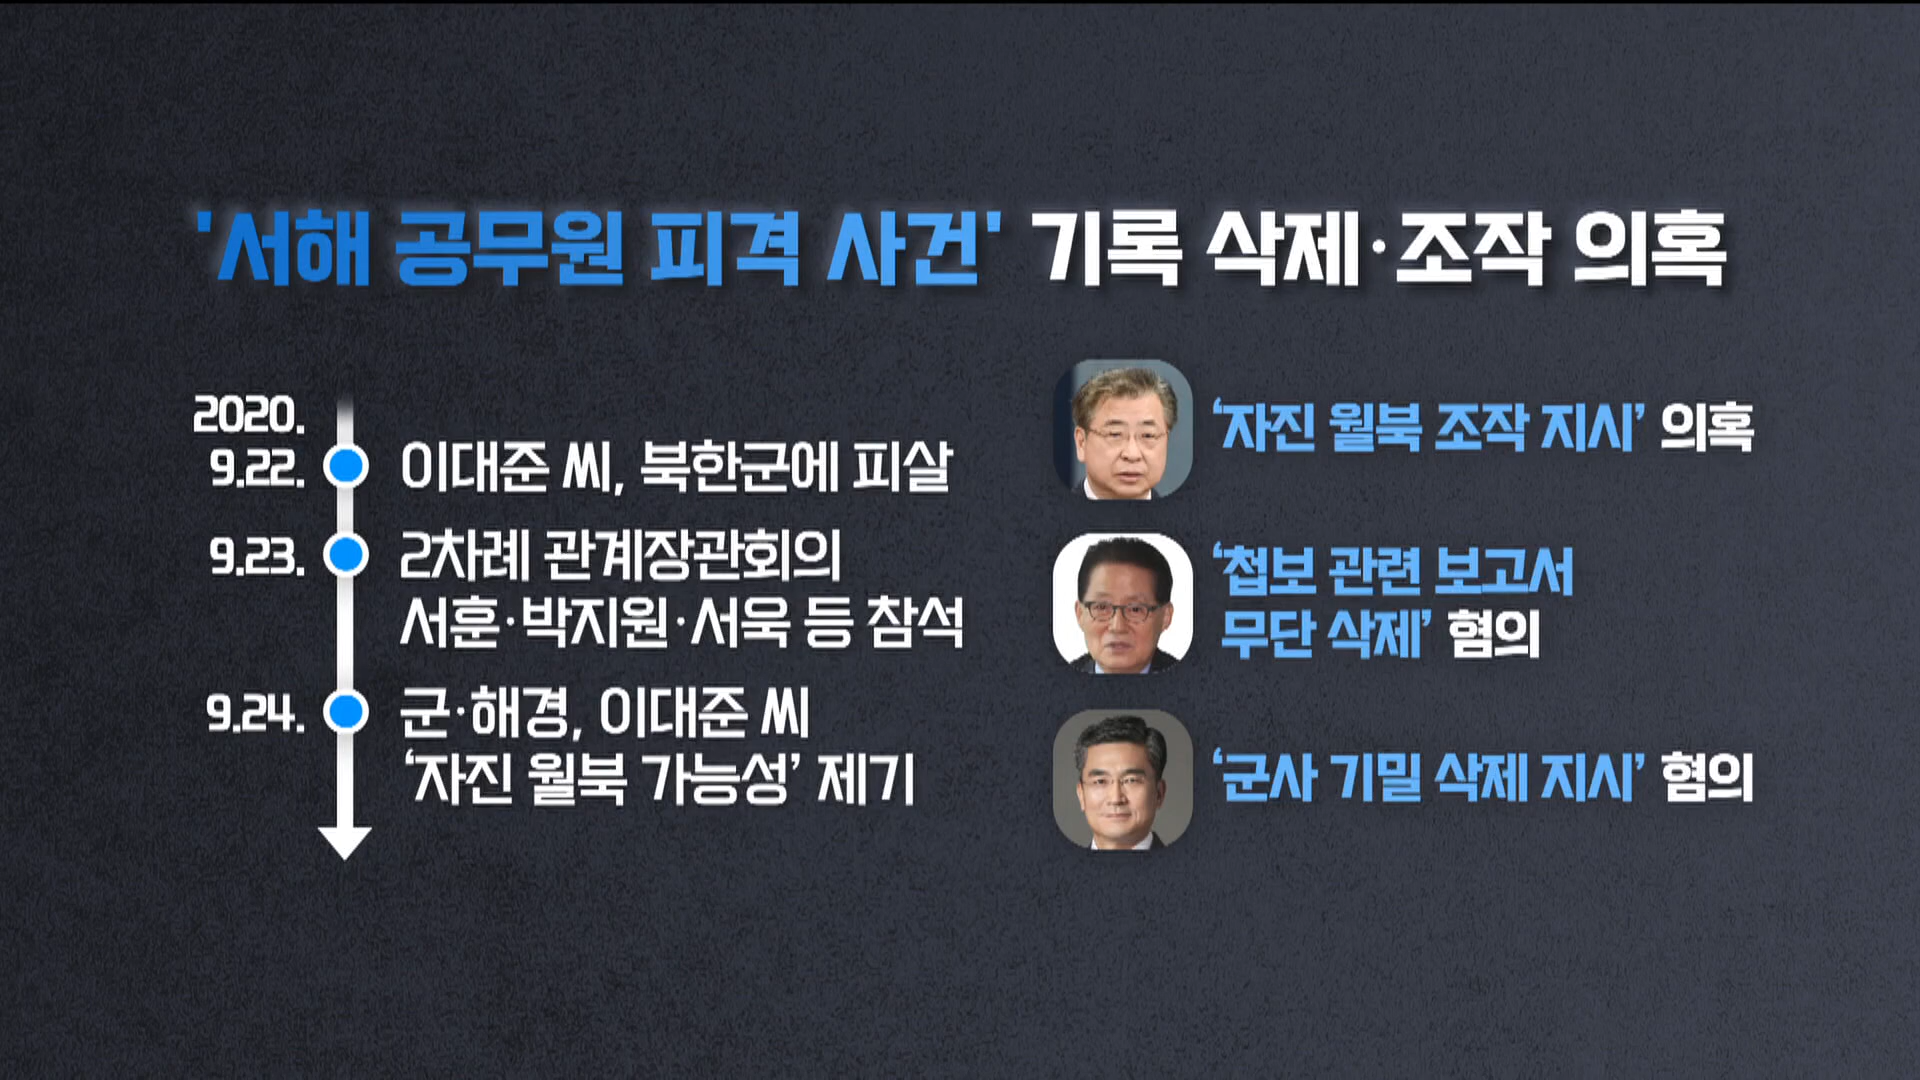 '서해 공무원 피격 사건' 기록 삭제·조작 의혹
2020.
9.22. 이대준 씨, 북한군에 피살
9.23. 2차례 관계장관회의
서훈·박지원·서욱 등 참석
9.24. 군·해경, 이대준 씨
‘자진 월북 가능성’ 제기
‘자진 월북 조작 지시’ 의혹
‘첩보 관련 보고서
무단 삭제’ 혐의
‘군사 기밀 삭제 지시’ 혐의